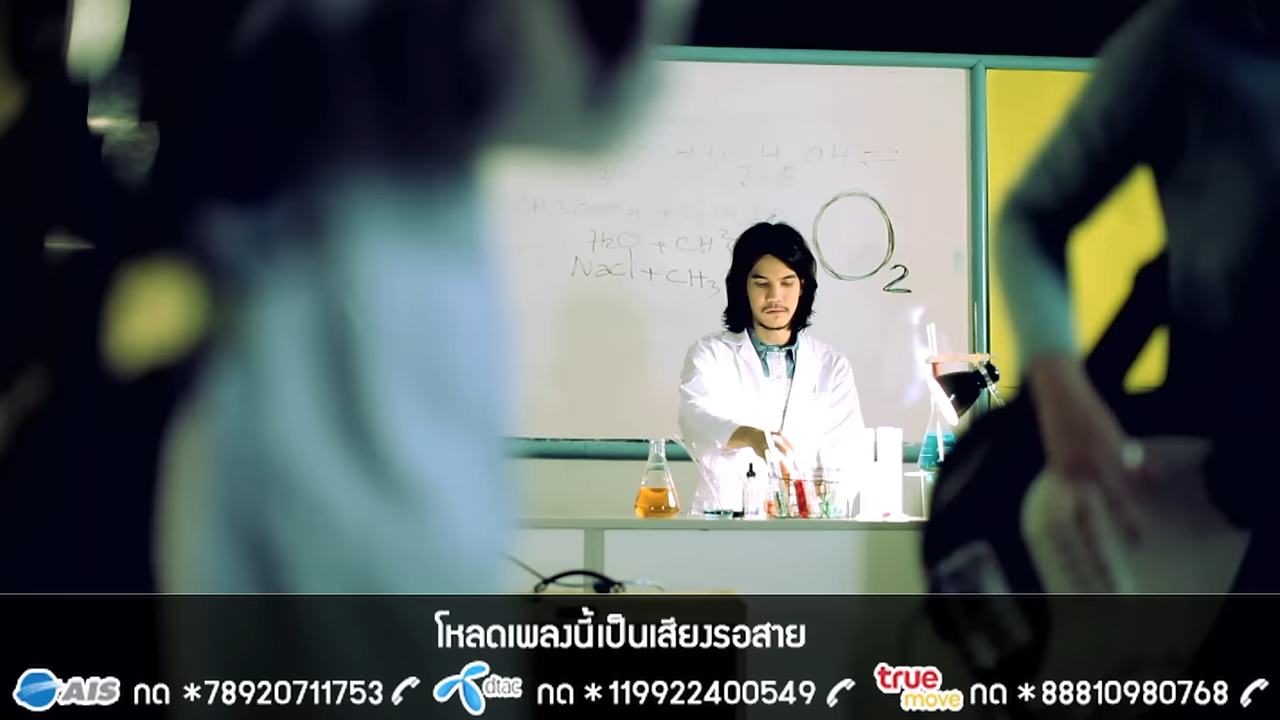 OH ⇌
H2O + CH
O2
Nacl + CH3
โหลดเพลงนี้เป็นเสียงรอสาย
AIS กด *78920711753 dtac กด *119922400549 true move กด *88810980768